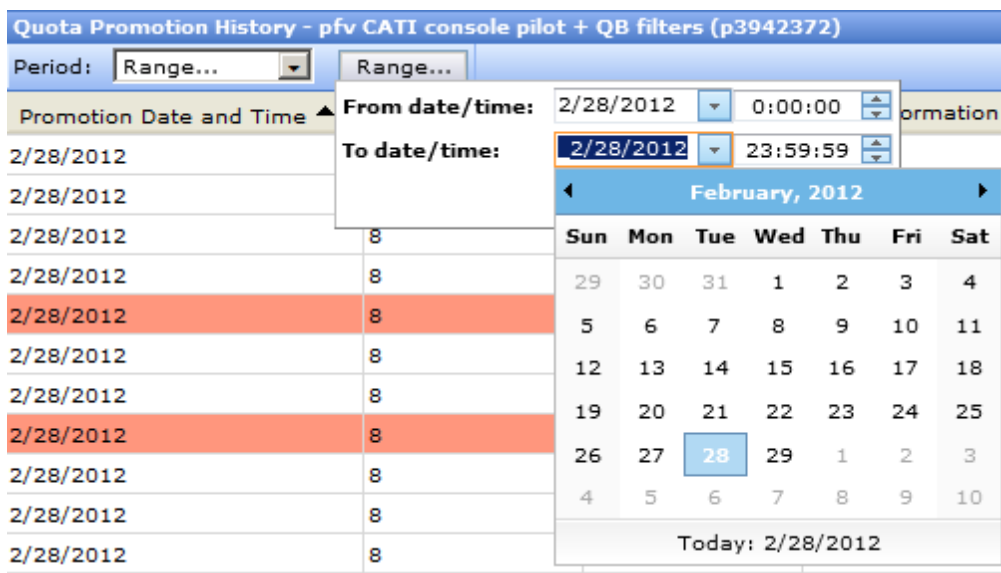 Quota Promotion History - pfv CATI console pilot + QB filters (p3942372)
Period: Range... Range...
Promotion Date and Time
From date/time: 2/28/2012 0:00:00
To date/time: 2/28/2012 23:59:59
February, 2012
Sun Mon Tue Wed Thu Fri Sat
29 30 31 1 2 3 4
5 6 7 8 9 10 11
12 13 14 15 16 17 18
19 20 21 22 23 24 25
26 27 28 29 1 2 3
4 5 6 7 8 9 10
Today: 2/28/2012
2/28/2012
2/28/2012
2/28/2012 8
2/28/2012 8
2/28/2012 8
2/28/2012 8
2/28/2012 8
2/28/2012 8
2/28/2012 8
2/28/2012 8
2/28/2012 8